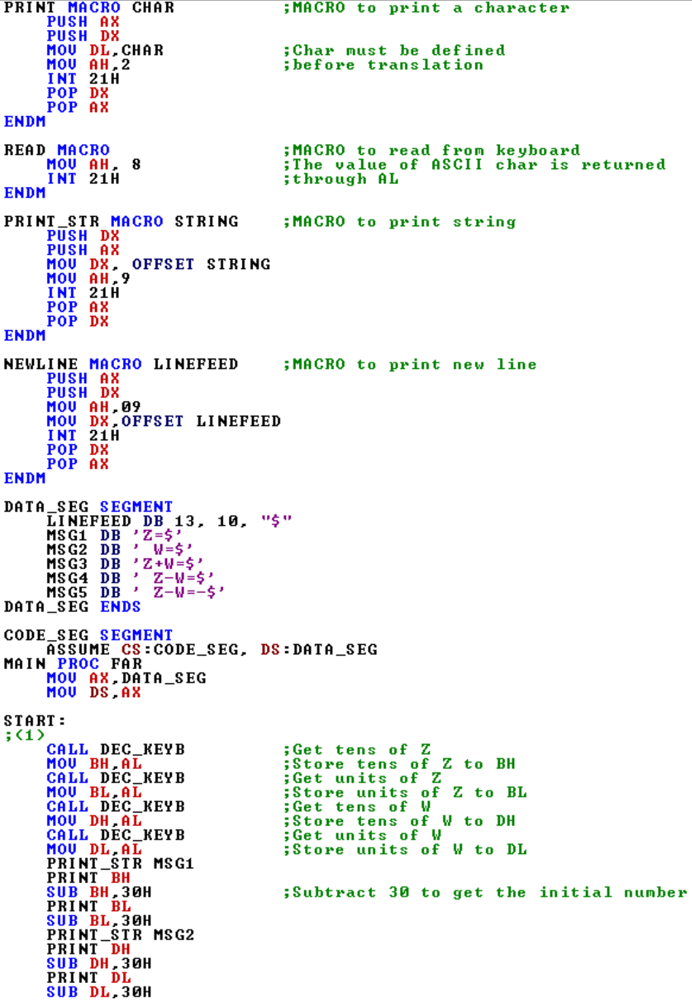 PRINT MACRO CHAR ;MACRO to print a character
PUSH AX
PUSH DX
MOV DL,CHAR ;Char must be defined
MOV AH,2 ;before translation
INT 21H
POP DX
POP AX
ENDM
READ MACRO ;MACRO to read from keyboard
MOV AH, 8 ;The value of ASCII char is returned
INT 21H ;through AL
ENDM
PRINT_STR MACRO STRING ;MACRO to print string
PUSH DX
PUSH AX
MOV DX, OFFSET STRING
MOV AH,9
INT 21H
POP AX
POP DX
ENDM
NEWLINE MACRO LINEFEED ;MACRO to print new line
PUSH AX
PUSH DX
MOV AH,09
MOV DX,OFFSET LINEFEED
INT 21H
POP DX
POP AX
ENDM
DATA_SEG SEGMENT
LINEFEED DB 13, 10, "$"
MSG1 DB 'Z=$'
MSG2 DB ' W=$'
MSG3 DB 'Z+W=$'
MSG4 DB ' Z-W=$'
MSG5 DB ' Z-W=-$'
DATA_SEG ENDS
CODE_SEG SEGMENT
ASSUME CS:CODE_SEG, DS:DATA_SEG
MAIN PROC FAR
MOV AX,DATA_SEG
MOV DS,AX
START:
;(1)
CALL DEC_KEYB ;Get tens of Z
MOV BH,AL ;Store tens of Z to BH
CALL DEC_KEYB ;Get units of Z
MOV BL,AL ;Store units of Z to BL
CALL DEC_KEYB ;Get tens of W
MOV DH,AL ;Store tens of W to DH
CALL DEC_KEYB ;Get units of W
MOV DL,AL ;Store units of W to DL
PRINT_STR MSG1
PRINT BH
SUB BH,30H ;Subtract 30 to get the initial number
PRINT BL
SUB BL,30H
PRINT_STR MSG2
PRINT DH
SUB DH,30H
PRINT DL
SUB DL,30H